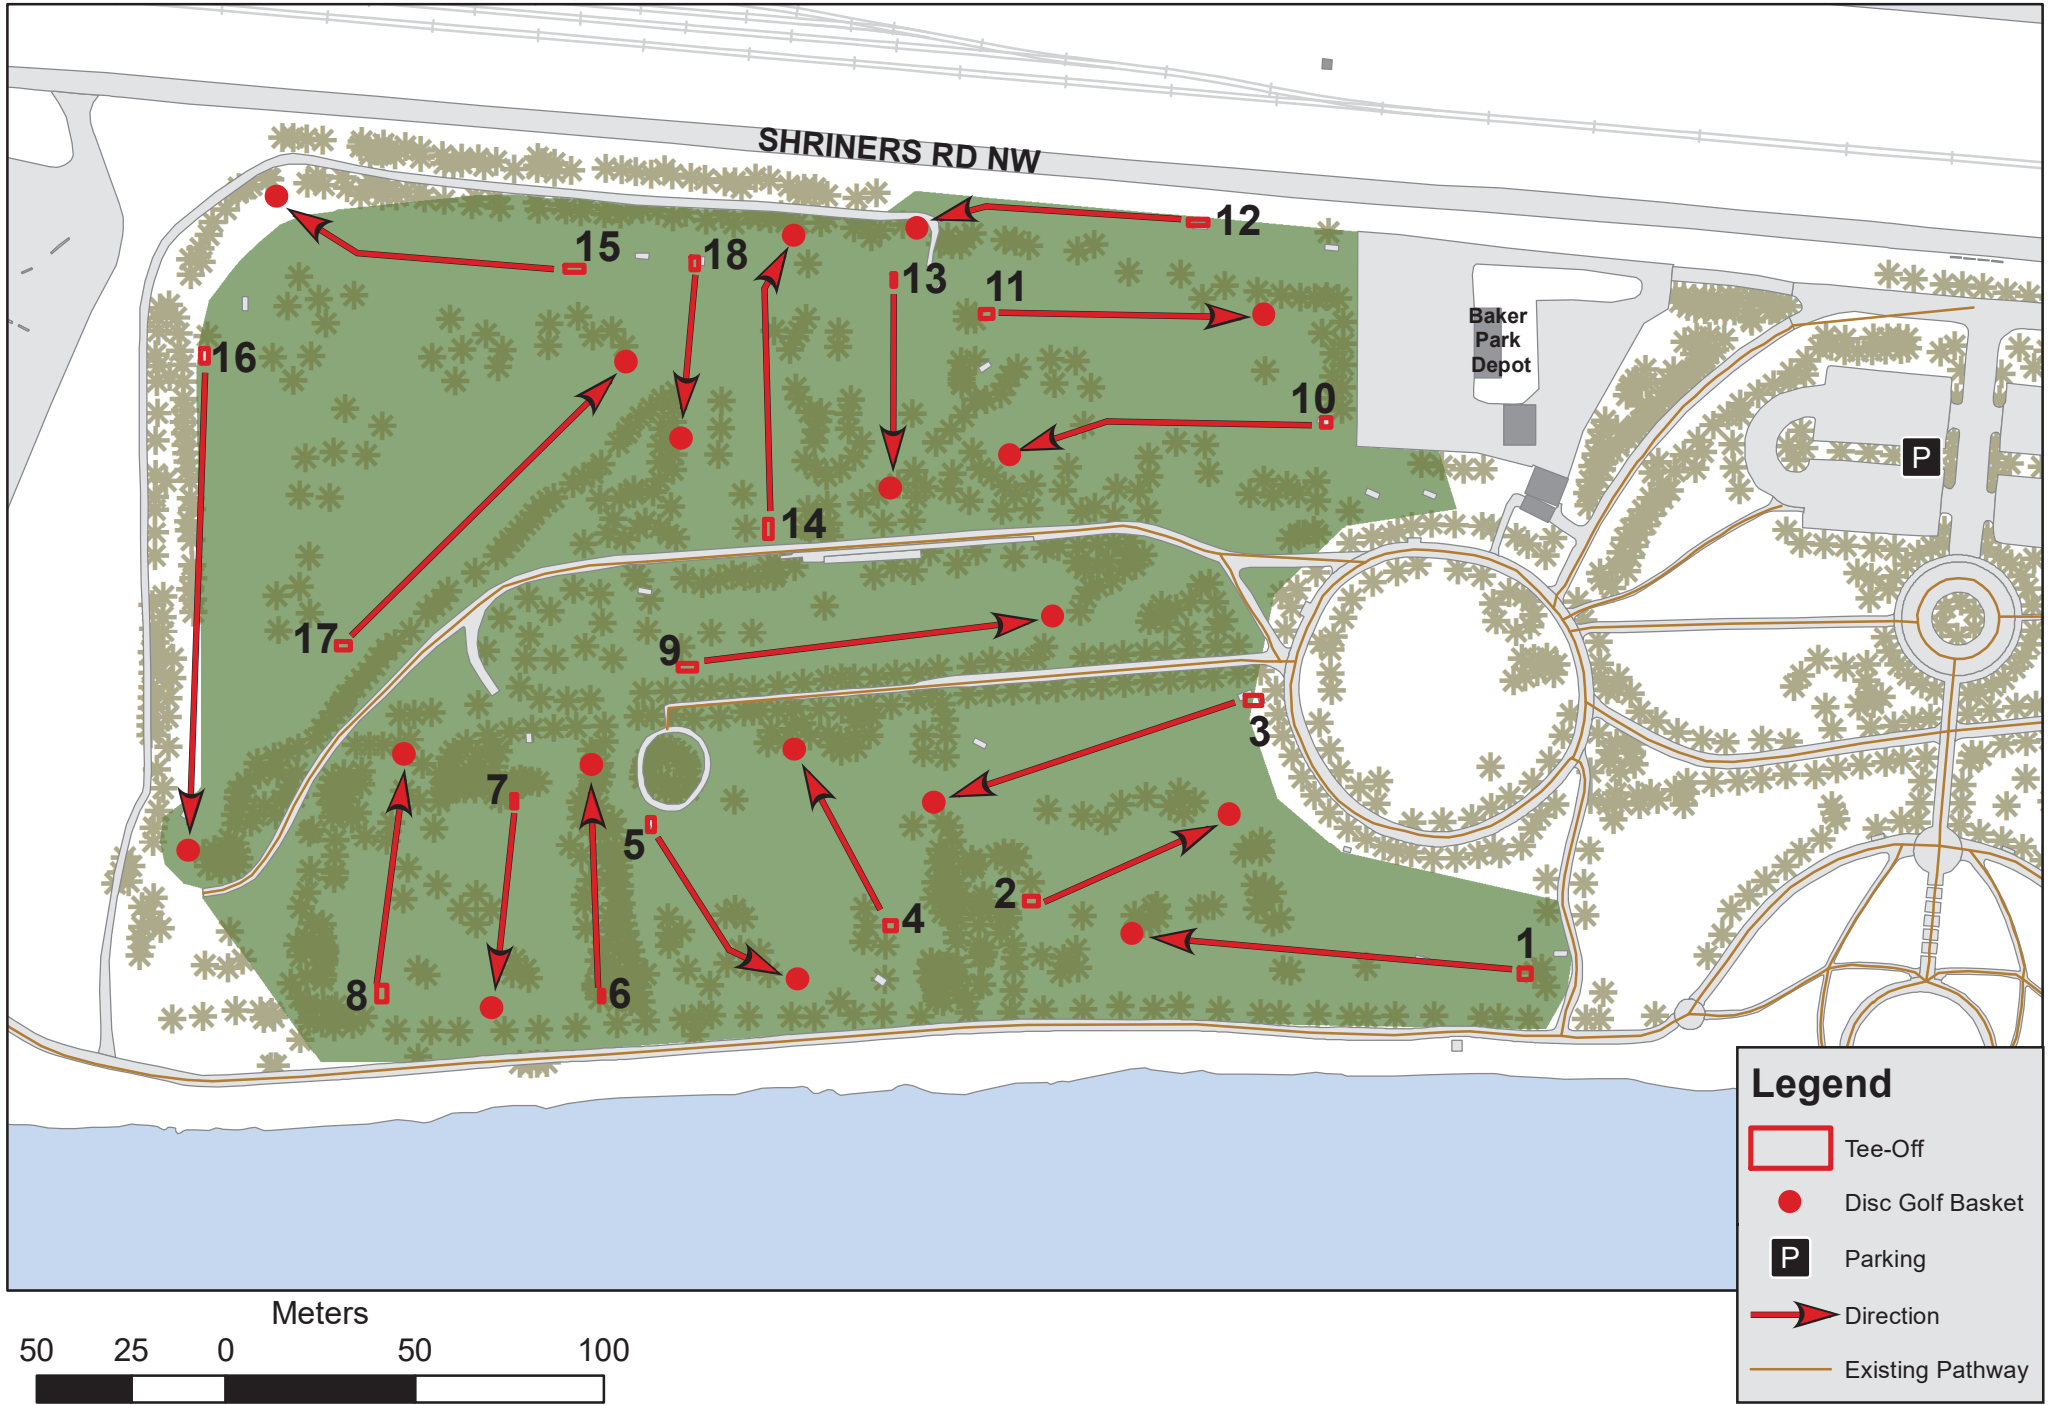 SHRINERS RD NW
12
15
18
13
11
16
Baker
Park
Depot
10
P
14
17
9
3
7
5
2
4
1
8
6
Legend
Tee-Off
Disc Golf Basket
P Parking
Direction
Existing Pathway
Meters
50 25 0 50 100